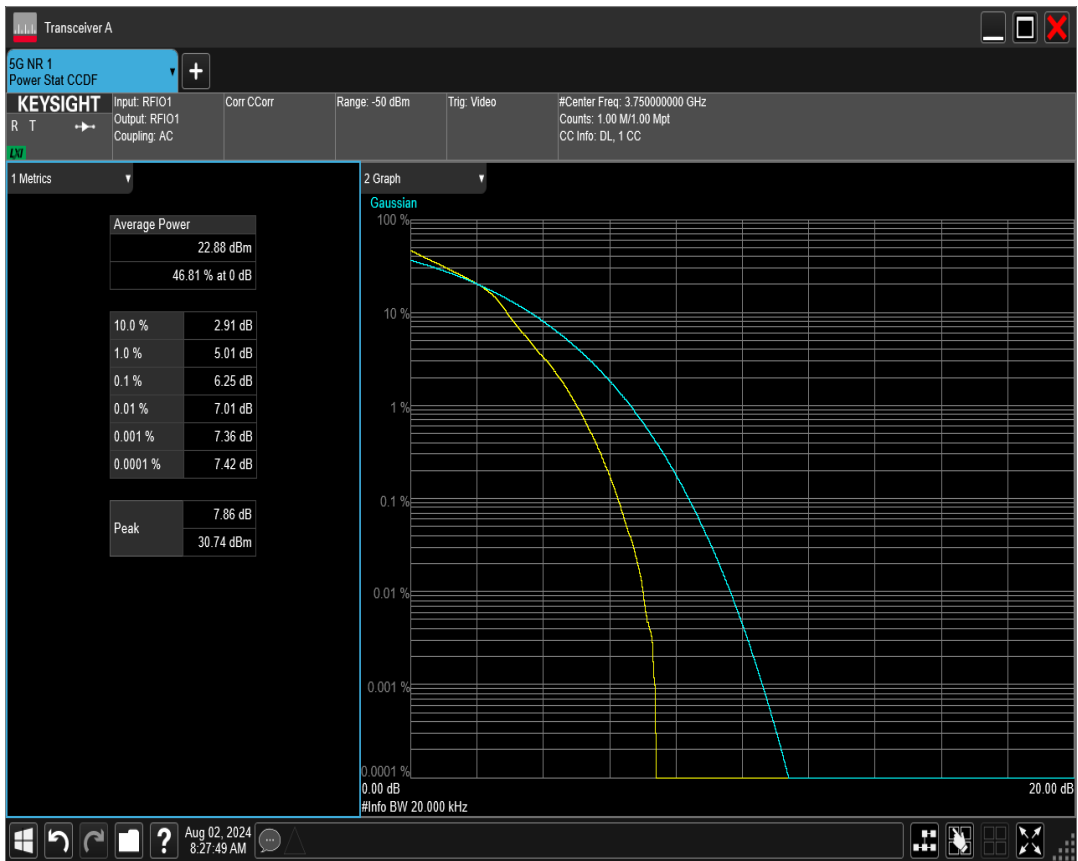 Transceiver A
5G NR 1
Power Stat CCDF
+
KEYSIGHT
R T
LXI
Input: RFIO1
Output: RFIO1
Coupling: AC
Corr CCorr
Range: -50 dBm
Trig: Video
#Center Freq: 3.750000000 GHz
Counts: 1.00 M/1.00 Mpt
CC Info: DL, 1 CC
1 Metrics
Average Power
22.88 dBm
46.81 % at 0 dB
10.0 % 2.91 dB
1.0 % 5.01 dB
0.1 % 6.25 dB
0.01 % 7.01 dB
0.001 % 7.36 dB
0.0001 % 7.42 dB
Peak
7.86 dB
30.74 dBm
2 Graph
Gaussian
100 %
10 %
1 %
0.1 %
0.01 %
0.001 %
0.0001 %
0.00 dB
20.00 dB
#Info BW 20.000 kHz
?
Aug 02, 2024
8:27:49 AM